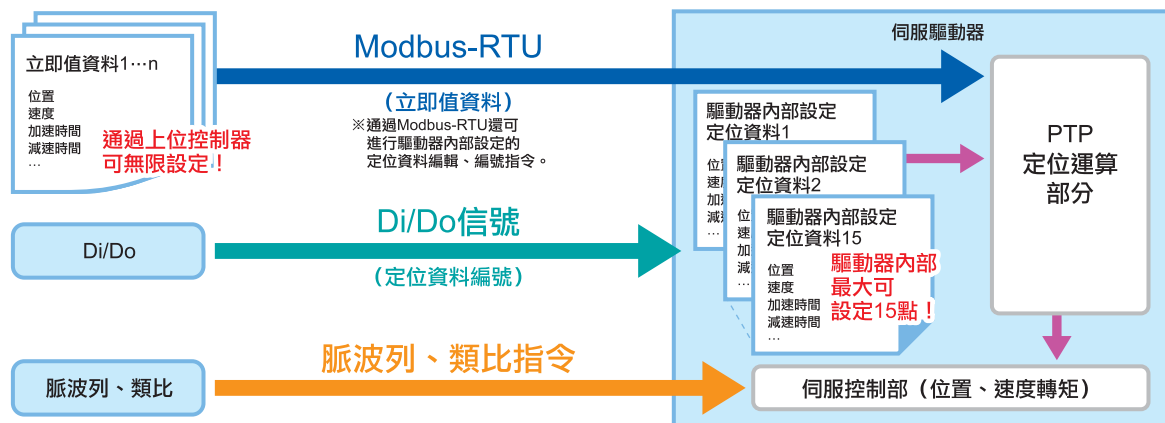 立即值資料1…n
位置
速度
加速時間
減速時間
…
通過上位控制器
可無限設定！
Modbus-RTU
（立即值資料）
※通過Modbus-RTU還可
進行驅動器內部設定的
定位資料編輯、編號指令。
伺服驅動器
驅動器內部設定
定位資料1
位
速
加
減
…
驅動器內部設定
定位資料2
位
速
加
減
…
驅動器內部設定
定位資料15
位置
速度
加速時間
減速時間
…
驅動器內部
最大可
設定15點！
PTP
定位運算
部分
Di/Do
Di/Do信號
（定位資料編號）
脈波列、類比
脈波列、類比指令
伺服控制部（位置、速度轉矩）